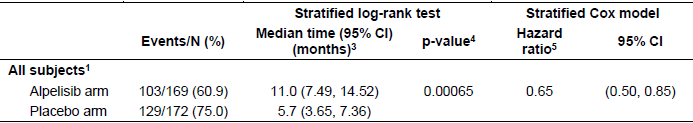 Stratified log-rank test Stratified Cox model
Events/N (%) Median time (95% CI) (months)3 p-value4 Hazard ratio5 95% CI
All subjects1
Alpelisib arm 103/169 (60.9) 11.0 (7.49, 14.52) 0.00065 0.65 (0.50, 0.85)
Placebo arm 129/172 (75.0) 5.7 (3.65, 7.36)